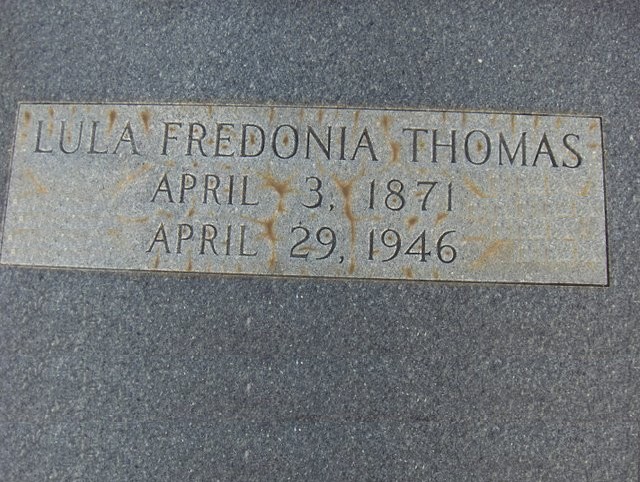 LULA FREDONIA THOMAS
APRIL 3, 1871
APRIL 29, 1946